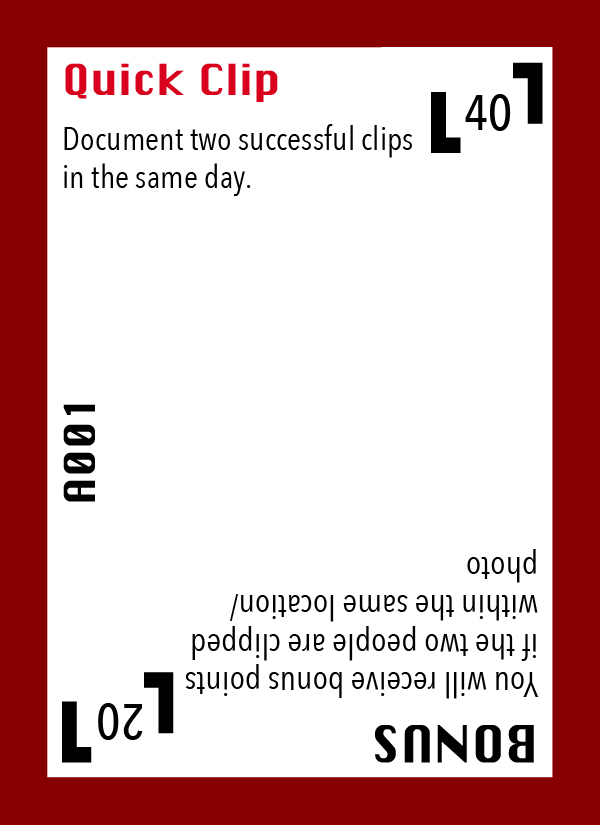 Quick Clip
40
Document two successful clips
in the same day.
A001
BONUS
20
You will receive bonus points
if the two people are clipped
within the same location/
photo